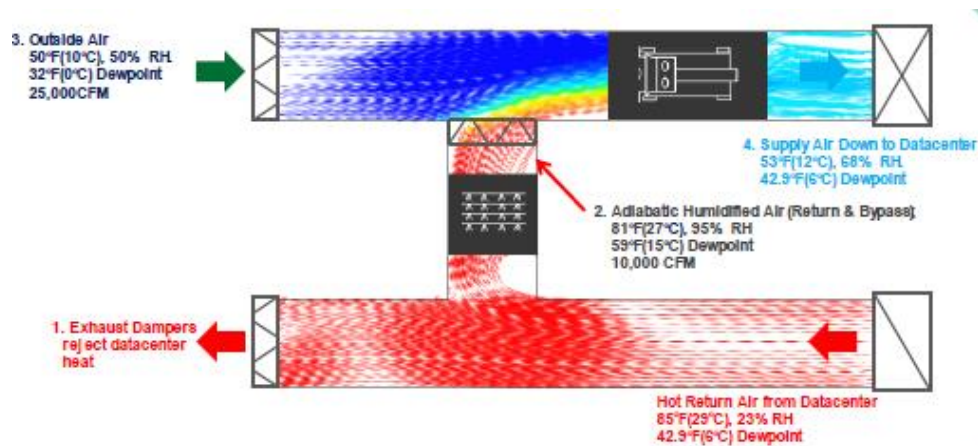 3. Outside Air
50°F(10°C), 50% RH.
32°F(0°C) Dewpoint
25,000CFM
4. Supply Air Down to Datacenter
53°F(12°C), 68% RH.
42.9°F(6°C) Dewpoint
2. Adiabatic Humidified Air (Return & Bypass);
81°F(27°C), 95% RH
59°F(15°C) Dewpoint
10,000 CFM
1. Exhaust Dampers
reject datacenter
heat
Hot Return Air from Datacenter
85°F(29°C), 23% RH
42.9°F(6°C) Dewpoint